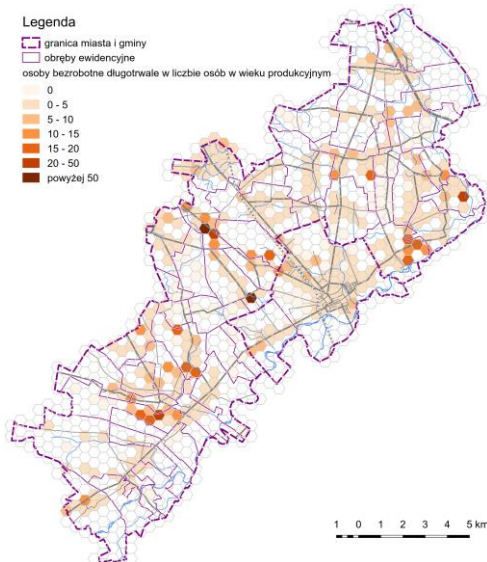 Legenda
granica miasta i gminy
obręby ewidencyjne
osoby bezrobotne długotrwale w liczbie osób w wieku produkcyjnym
0
0 - 5
5 - 10
10 - 15
15 - 20
20 - 50
powyżej 50
1 0 1 2 3 4 5 km